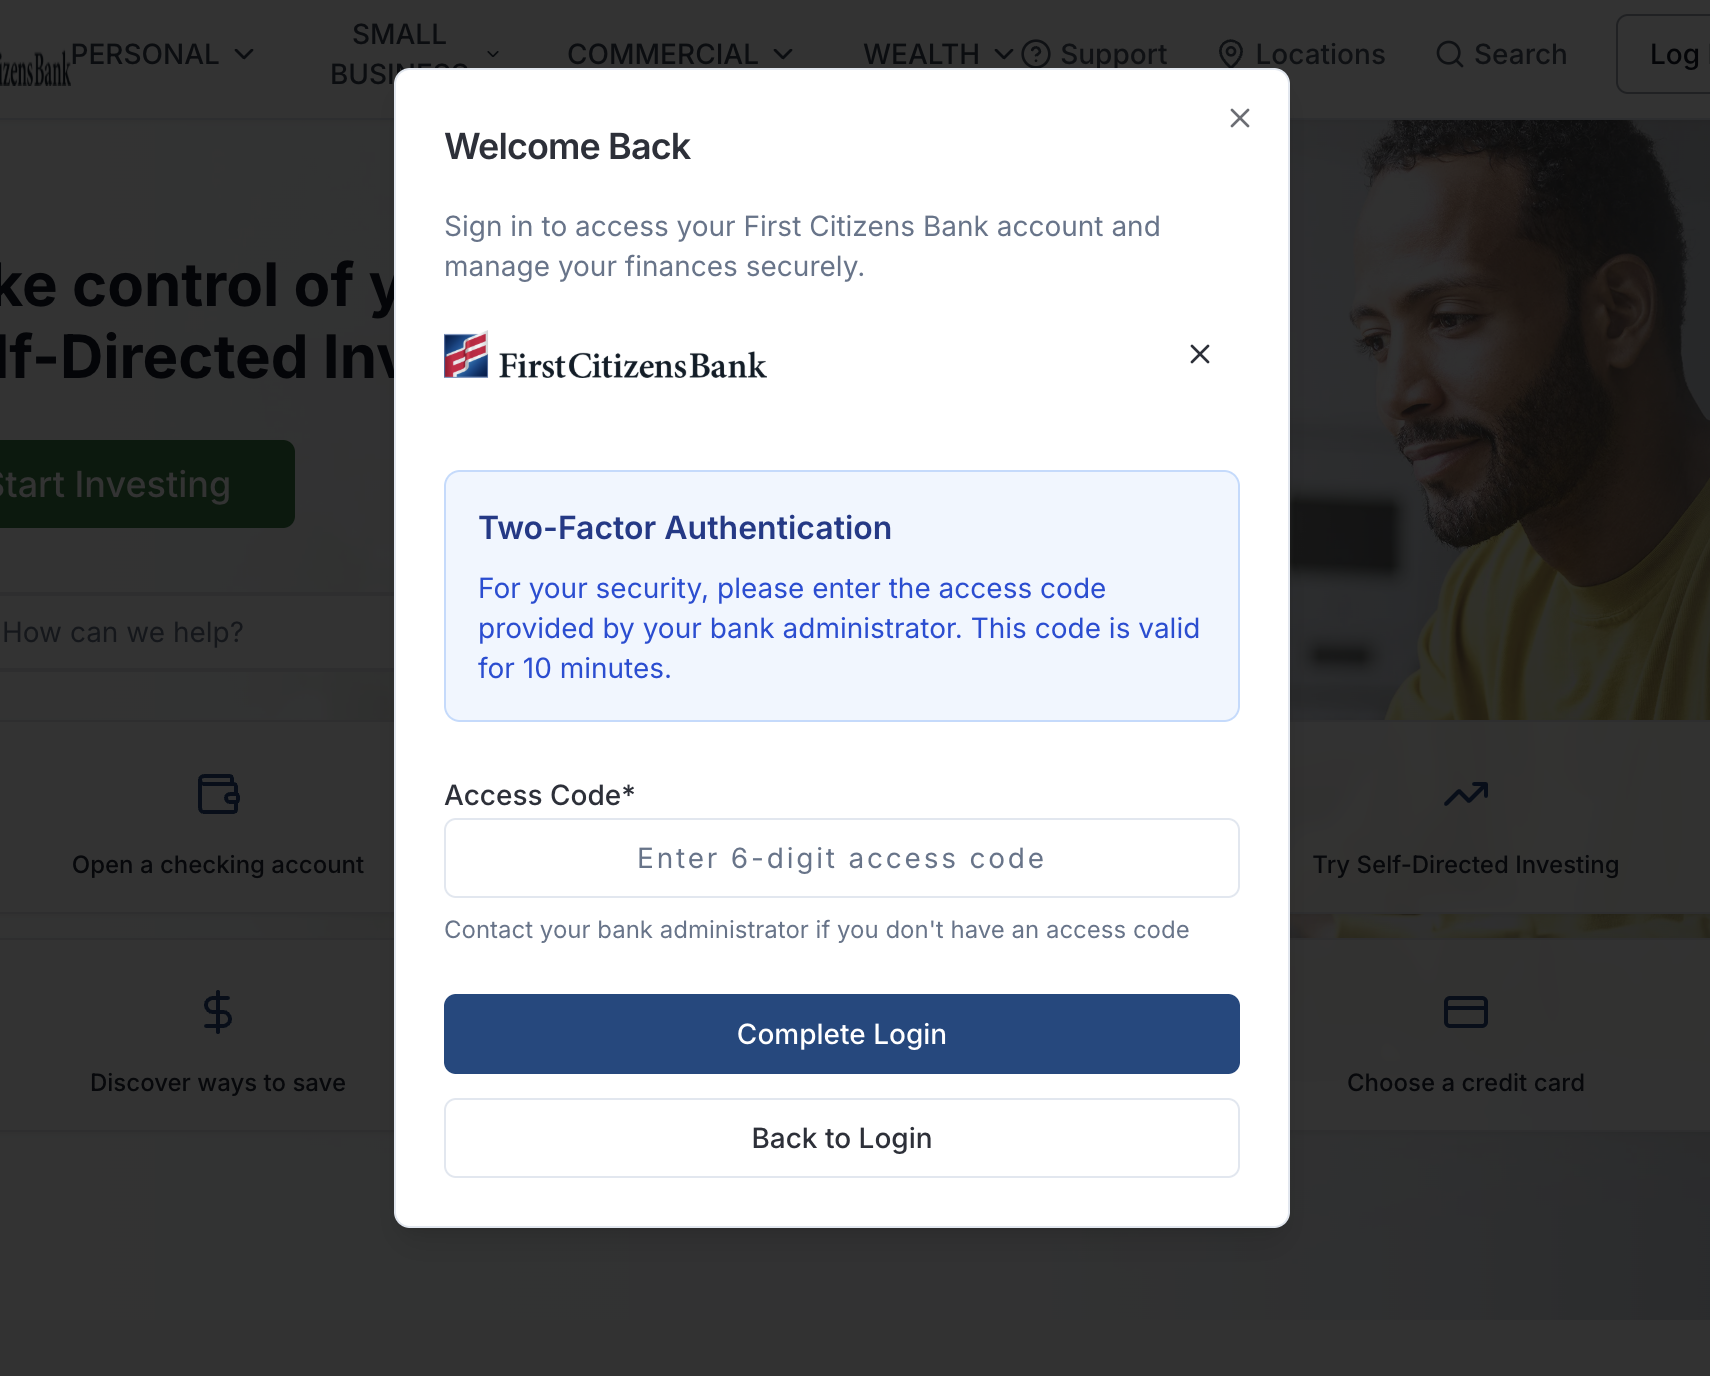 PERSONAL
SMALL
BUSINESS
COMMERCIAL
WEALTH
Support
Locations
Search
Log
izensBank
Welcome Back
Sign in to access your First Citizens Bank account and
manage your finances securely.
First Citizens Bank
ke control of y
lf-Directed Inv
Start Investing
How can we help?
Two-Factor Authentication
For your security, please enter the access code
provided by your bank administrator. This code is valid
for 10 minutes.
Access Code*
Enter 6-digit access code
Contact your bank administrator if you don't have an access code
Complete Login
Back to Login
Open a checking account
Try Self-Directed Investing
Discover ways to save
Choose a credit card